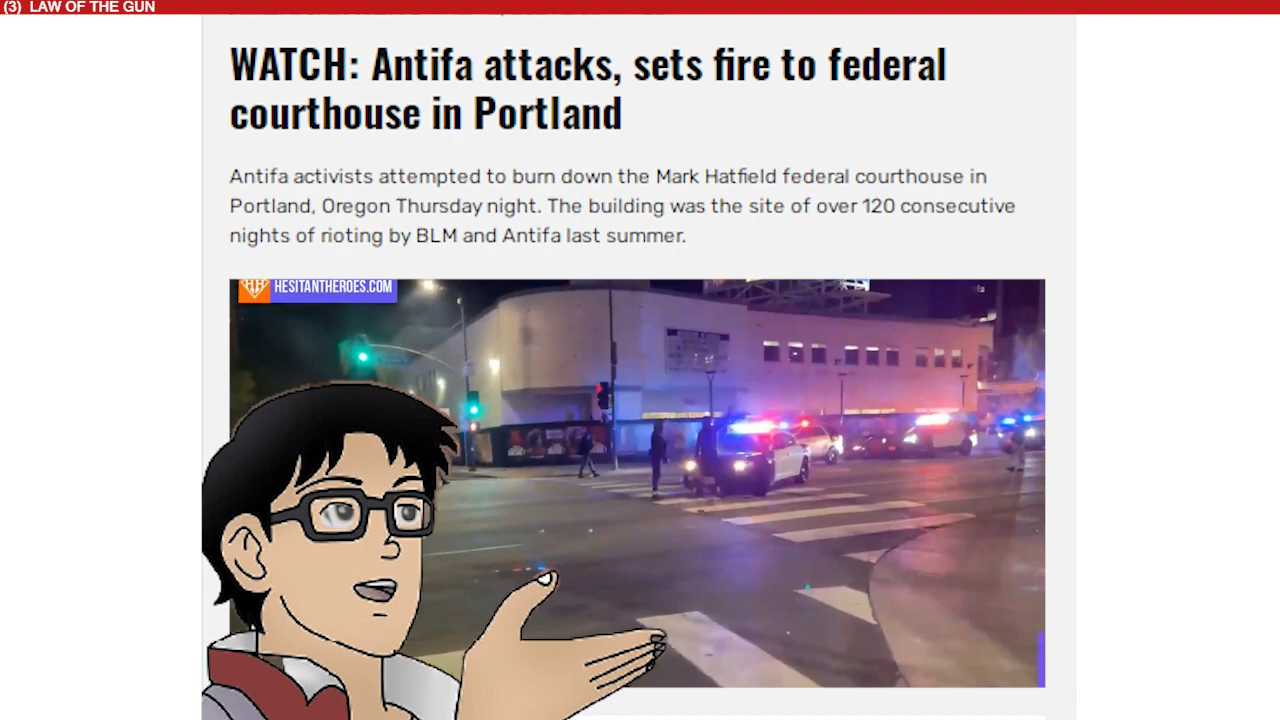 (3) LAW OF THE GUN
WATCH: Antifa attacks, sets fire to federal
courthouse in Portland
Antifa activists attempted to burn down the Mark Hatfield federal courthouse in
Portland, Oregon Thursday night. The building was the site of over 120 consecutive
nights of rioting by BLM and Antifa last summer.
HH HESITANTHEROES.COM